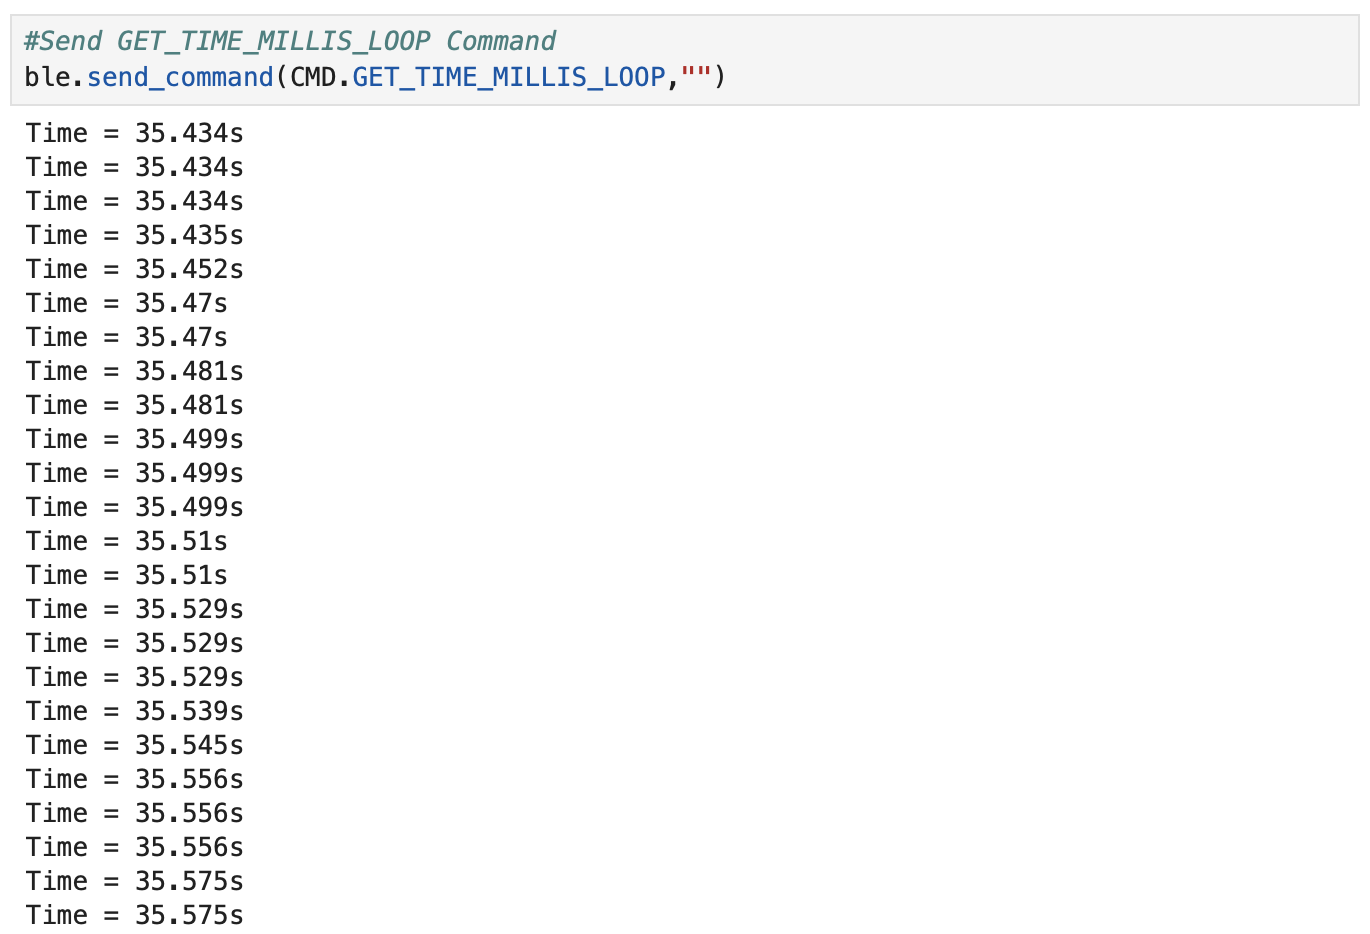 #Send GET_TIME_MILLIS_LOOP Command
ble.send_command(CMD.GET_TIME_MILLIS_LOOP,"")
Time = 35.434s
Time = 35.434s
Time = 35.434s
Time = 35.435s
Time = 35.452s
Time = 35.47s
Time = 35.47s
Time = 35.481s
Time = 35.481s
Time = 35.499s
Time = 35.499s
Time = 35.499s
Time = 35.51s
Time = 35.51s
Time = 35.529s
Time = 35.529s
Time = 35.529s
Time = 35.539s
Time = 35.545s
Time = 35.556s
Time = 35.556s
Time = 35.556s
Time = 35.575s
Time = 35.575s